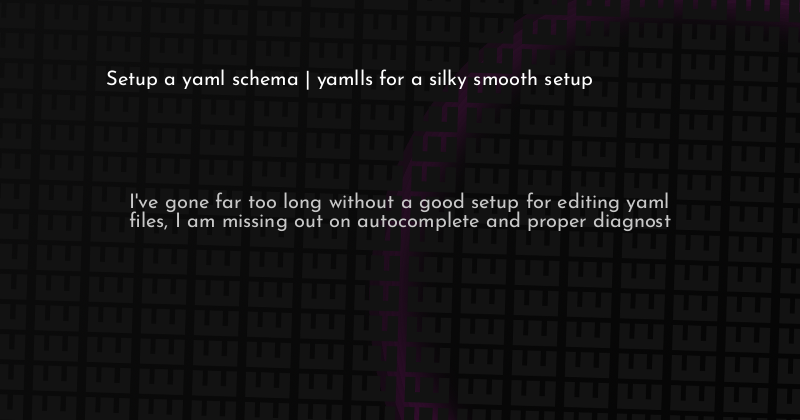 Setup a yaml schema | yamlls for a silky smooth setup
I've gone far too long without a good setup for editing yaml
files, I am missing out on autocomplete and proper diagnost